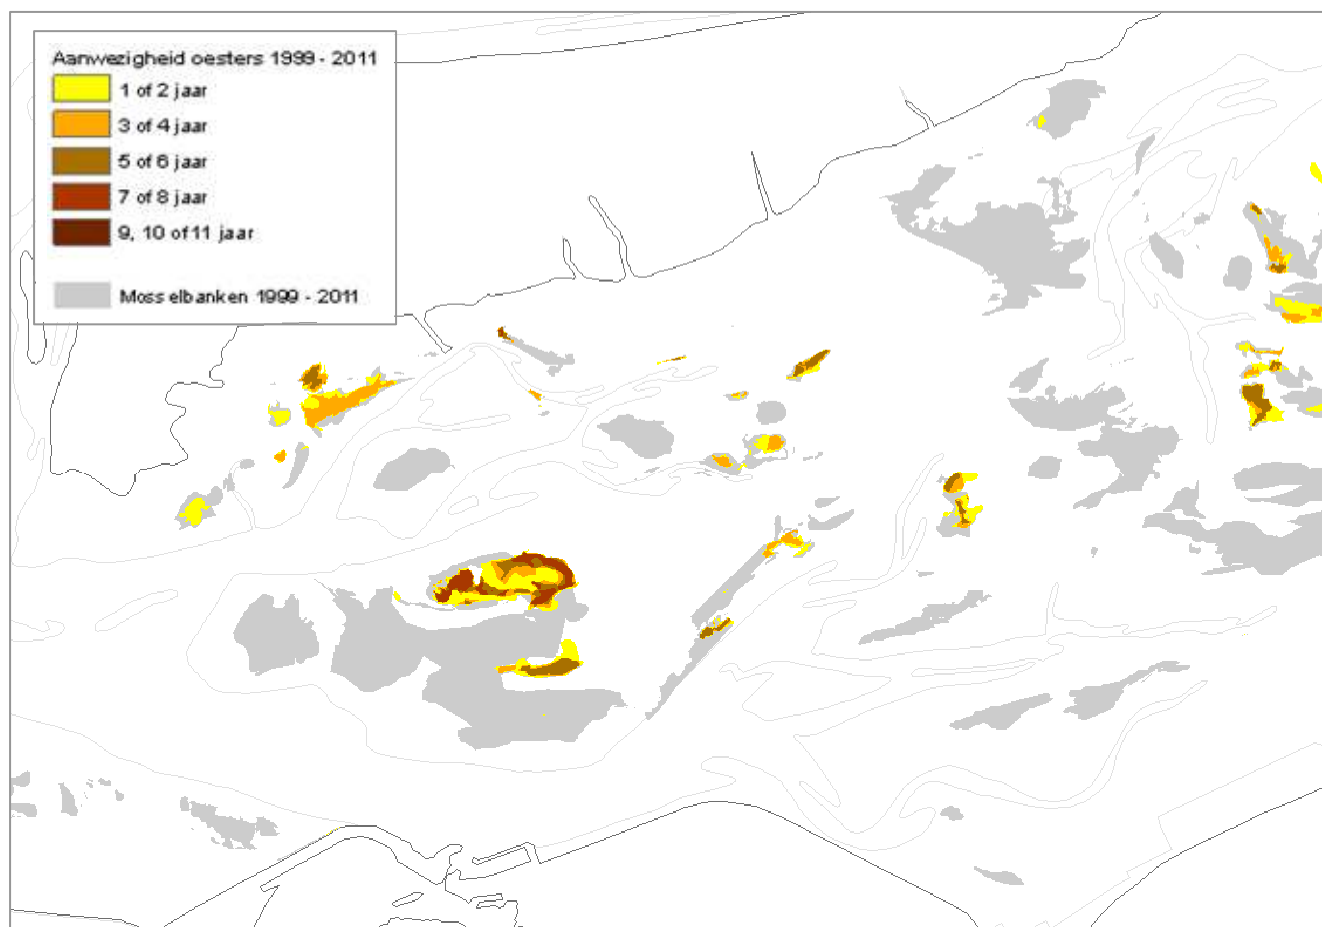 Aanwezigheid oesters 1999 - 2011
1 of 2 jaar
3 of 4 jaar
5 of 6 jaar
7 of 8 jaar
9, 10 of 11 jaar
Mosselbanken 1999 - 2011